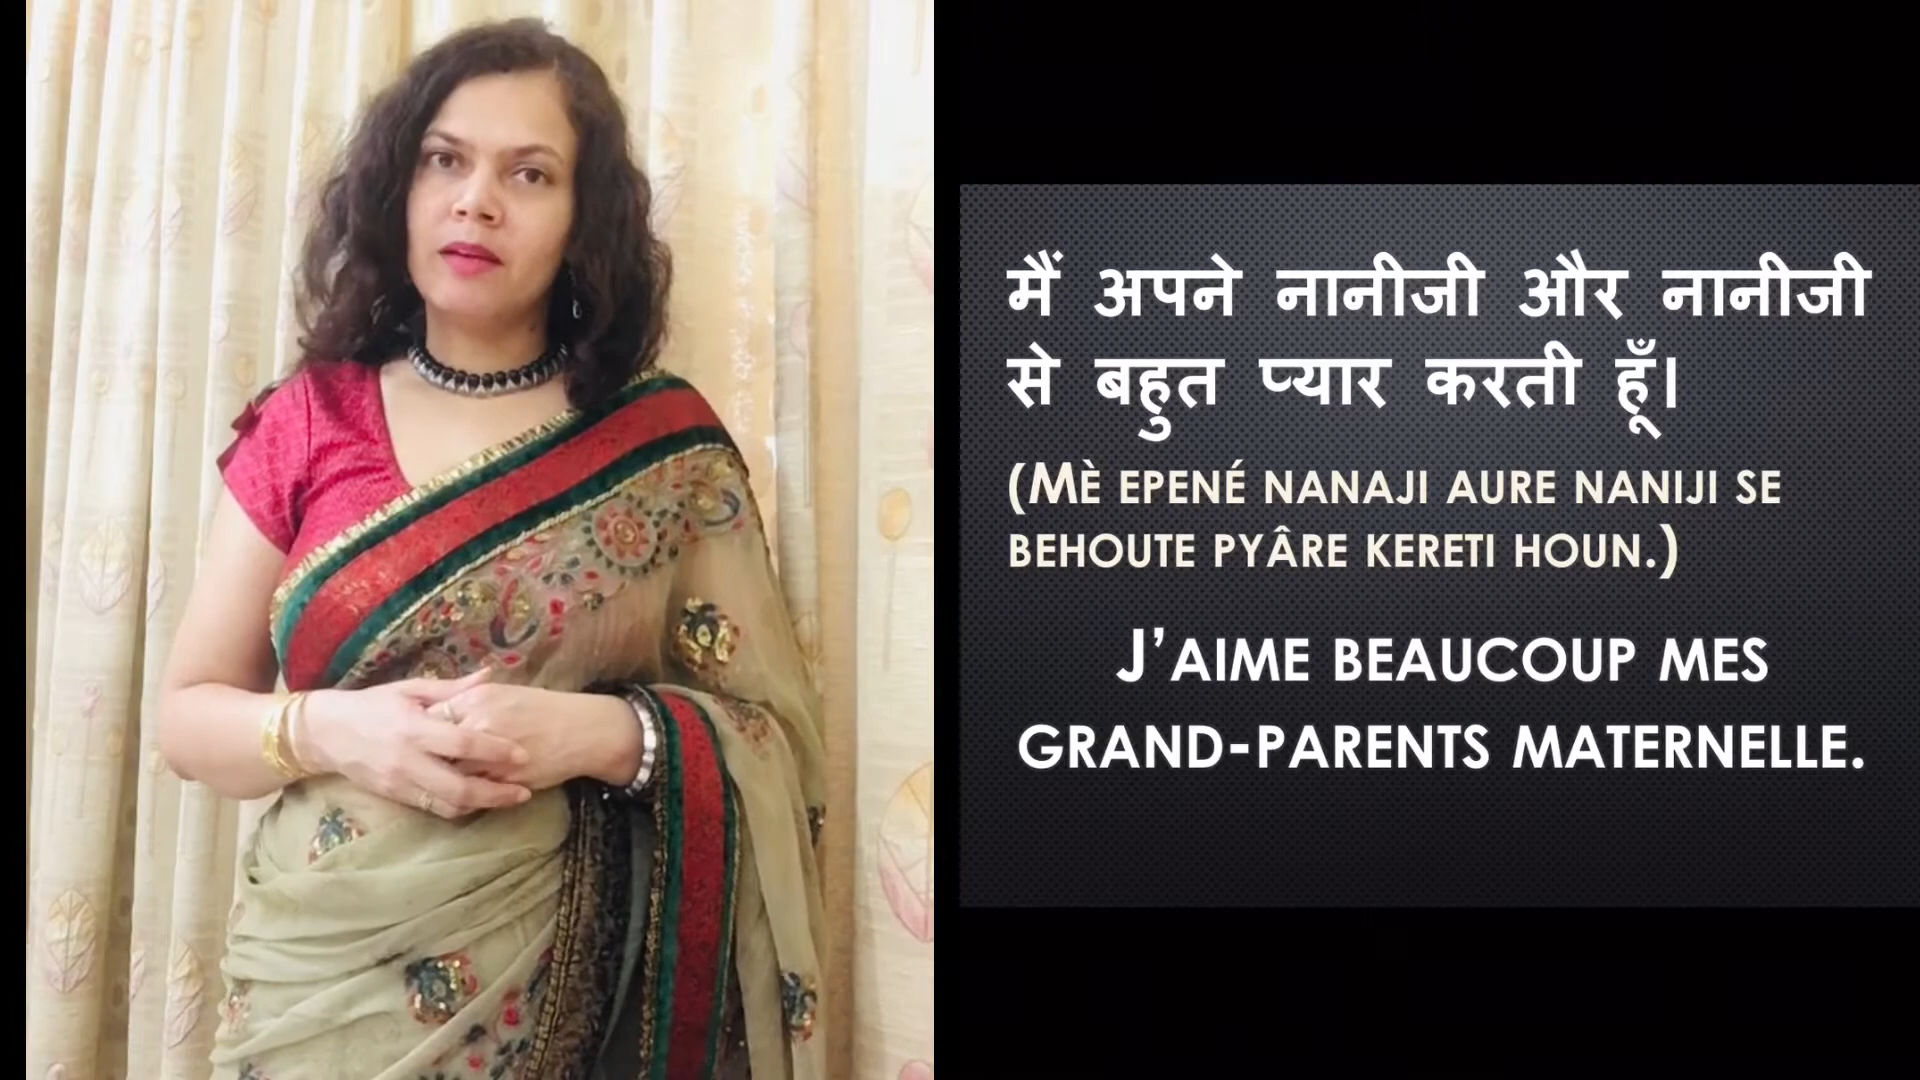 मैं अपने नानीजी और नानीजी
से बहुत प्यार करती हूँ।
(MÈ EPENÉ NANAJI AURE NANIJI SE
BEHOUTE PYÂRE KERETI HOUN.)
J’AIME BEAUCOUP MES
GRAND-PARENTS MATERNELLE.